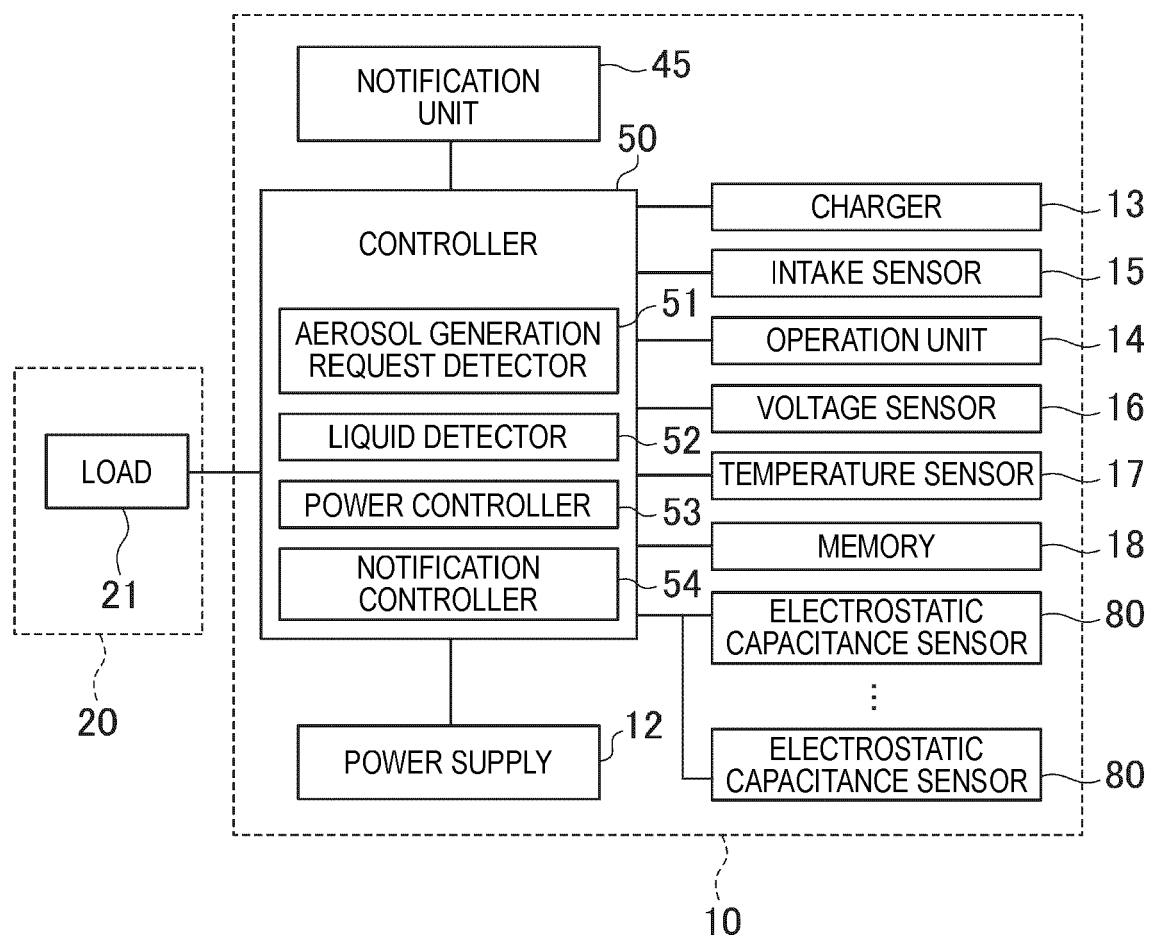 NOTIFICATION
UNIT
45
50
CONTROLLER
AEROSOL GENERATION
REQUEST DETECTOR
51
LIQUID DETECTOR
52
POWER CONTROLLER
53
NOTIFICATION
CONTROLLER
54
CHARGER
13
INTAKE SENSOR
15
OPERATION UNIT
14
VOLTAGE SENSOR
16
TEMPERATURE SENSOR
17
MEMORY
18
ELECTROSTATIC
CAPACITANCE SENSOR
80
⋮
ELECTROSTATIC
CAPACITANCE SENSOR
80
LOAD
21
20
POWER SUPPLY
12
10